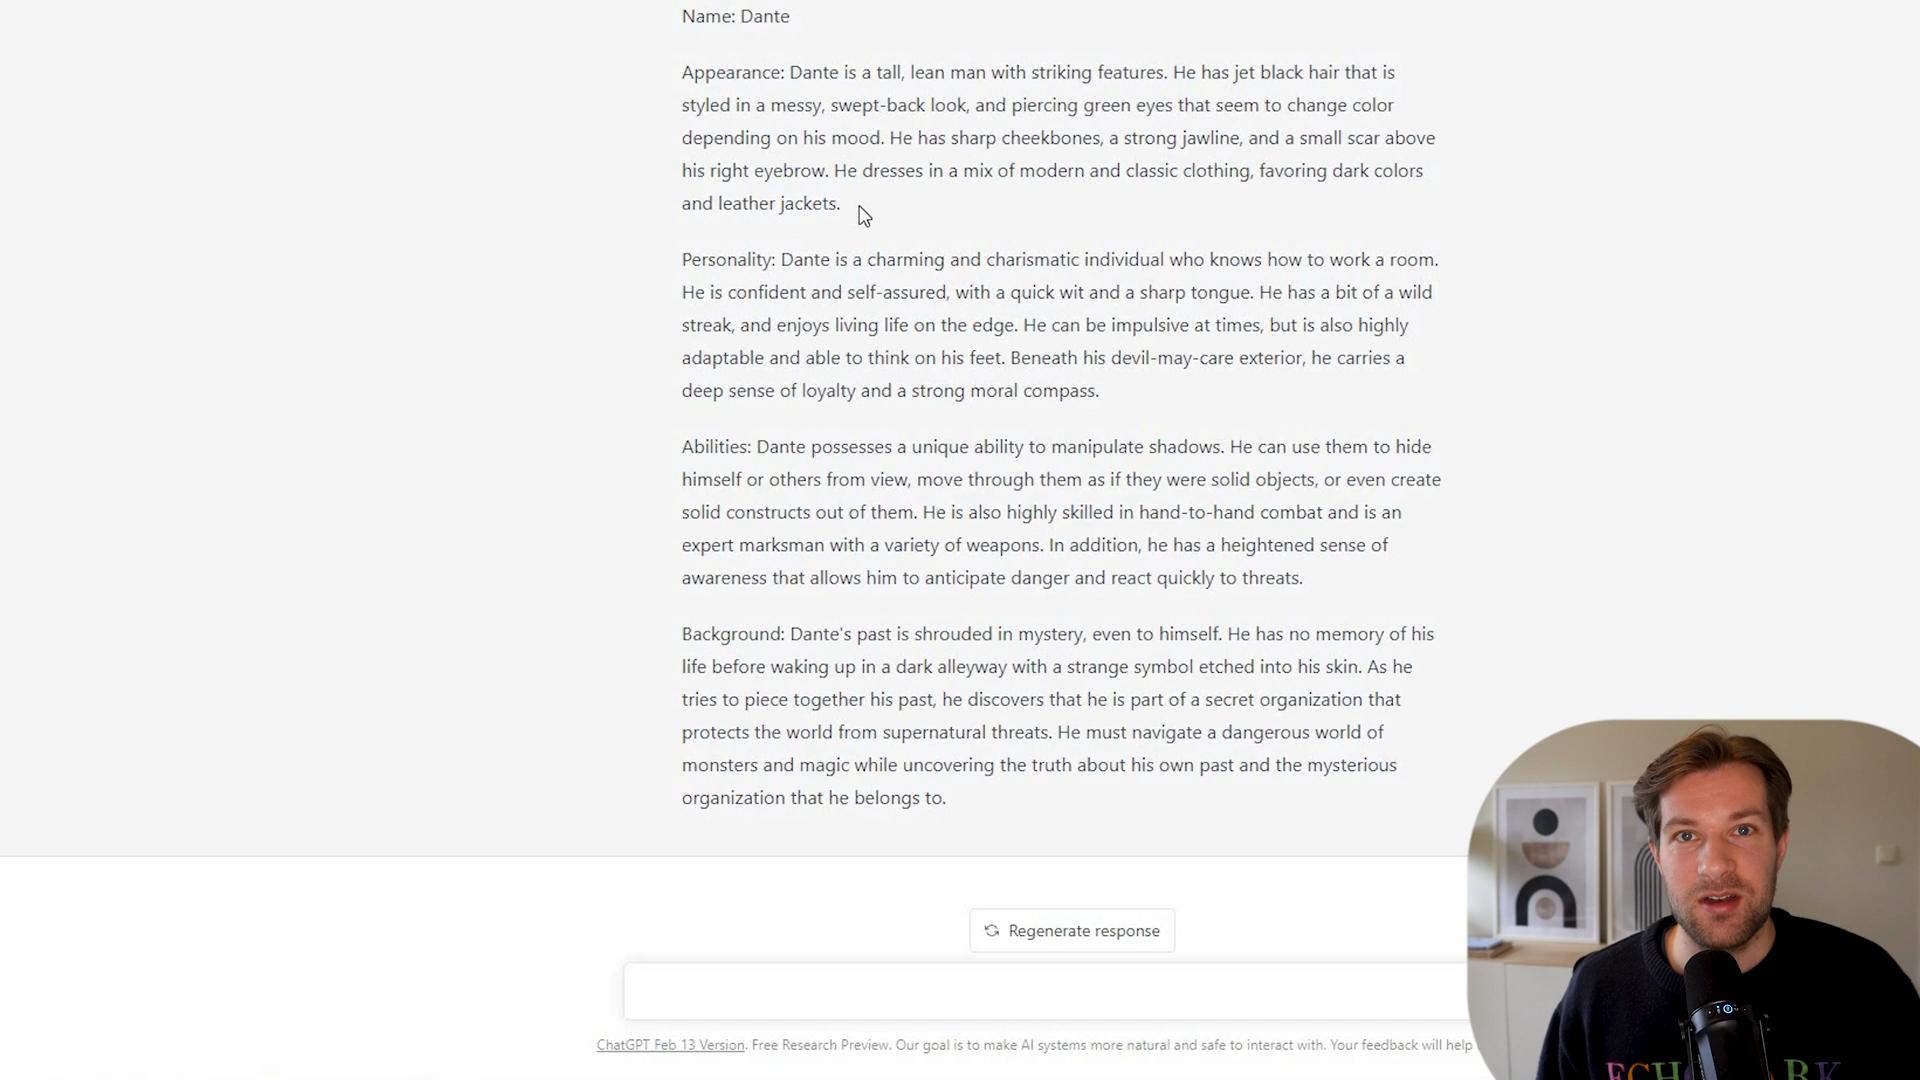 Name: Dante
Appearance: Dante is a tall, lean man with striking features. He has jet black hair that is
styled in a messy, swept-back look, and piercing green eyes that seem to change color
depending on his mood. He has sharp cheekbones, a strong jawline, and a small scar above
his right eyebrow. He dresses in a mix of modern and classic clothing, favoring dark colors
and leather jackets.
Personality: Dante is a charming and charismatic individual who knows how to work a room.
He is confident and self-assured, with a quick wit and a sharp tongue. He has a bit of a wild
streak, and enjoys living life on the edge. He can be impulsive at times, but is also highly
adaptable and able to think on his feet. Beneath his devil-may-care exterior, he carries a
deep sense of loyalty and a strong moral compass.
Abilities: Dante possesses a unique ability to manipulate shadows. He can use them to hide
himself or others from view, move through them as if they were solid objects, or even create
solid constructs out of them. He is also highly skilled in hand-to-hand combat and is an
expert marksman with a variety of weapons. In addition, he has a heightened sense of
awareness that allows him to anticipate danger and react quickly to threats.
Background: Dante's past is shrouded in mystery, even to himself. He has no memory of his
life before waking up in a dark alleyway with a strange symbol etched into his skin. As he
tries to piece together his past, he discovers that he is part of a secret organization that
protects the world from supernatural threats. He must navigate a dangerous world of
monsters and magic while uncovering the truth about his own past and the mysterious
organization that he belongs to.
Regenerate response
ChatGPT Feb 13 Version. Free Research Preview. Our goal is to make AI systems more natural and safe to interact with. Your feedback will help